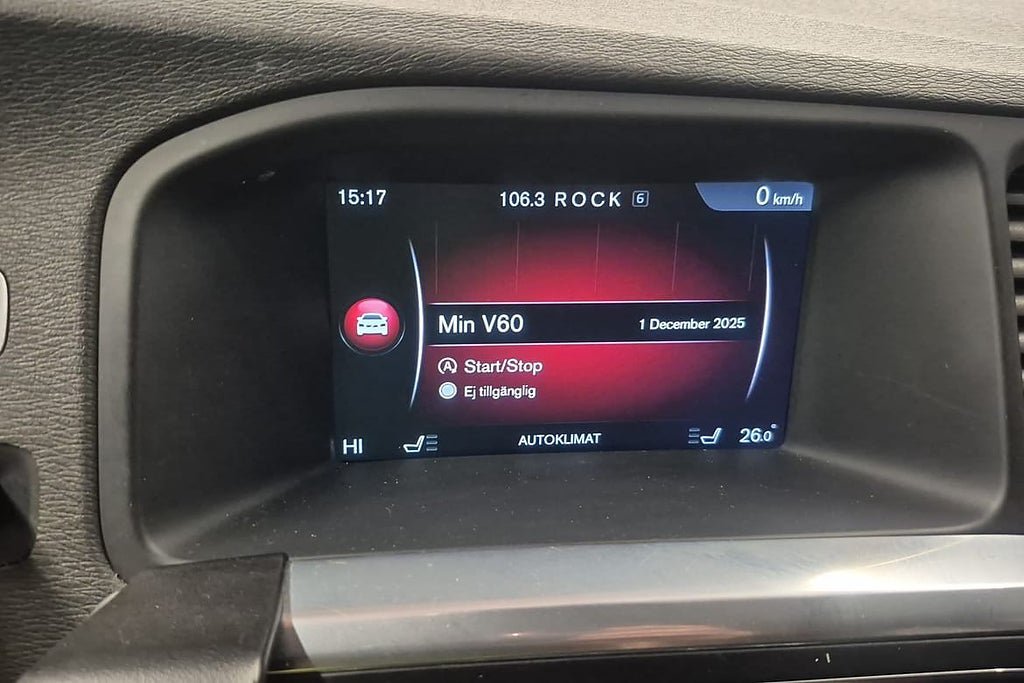 15:17 106.3 ROCK 6 0 km/h
Min V60 1 December 2025
A Start/Stop
Ej tillgänglig
HI AUTOKLIMAT 26.0°